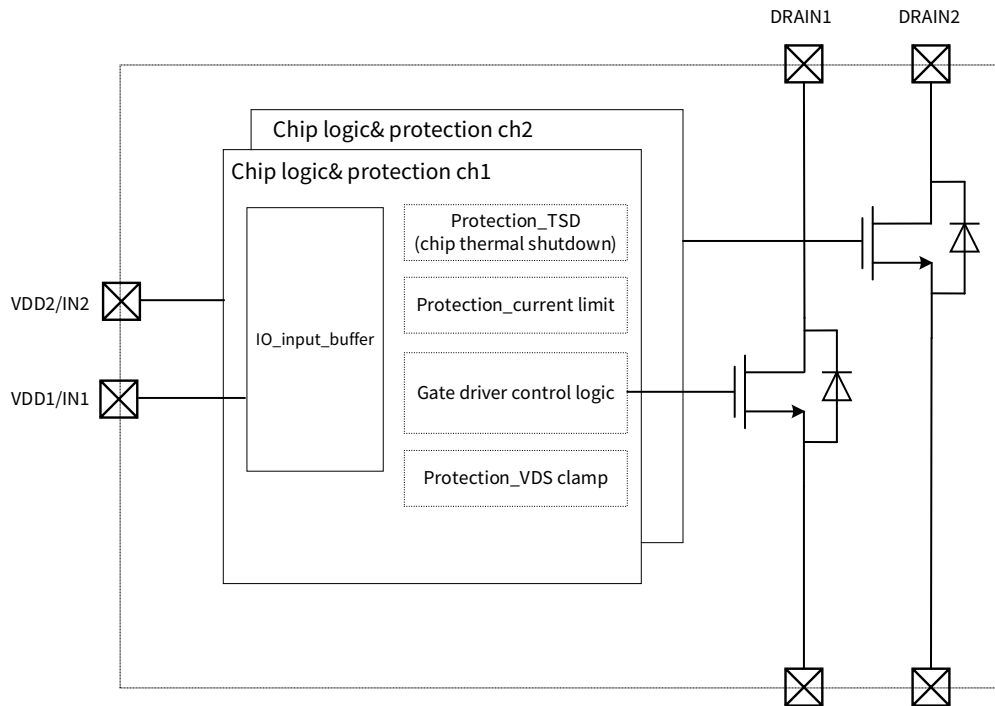 DRAIN1
DRAIN2
Chip logic& protection ch2
Chip logic& protection ch1
Protection_TSD
(chip thermal shutdown)
Protection_current limit
VDD2/IN2
IO_input_buffer
VDD1/IN1
Gate driver control logic
Protection_VDS clamp